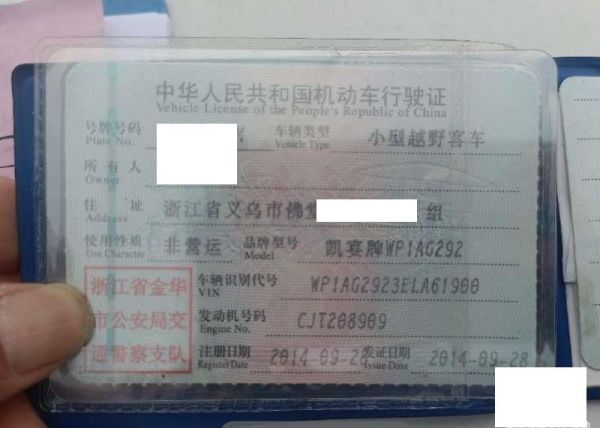 中华人民共和国机动车行驶证
Vehicle License of the People's Republic of China
号牌号码 车辆类型 小型越野客车
Plate No. Vehicle Type
所有人
Owner
住址 浙江省义乌市佛堂 组
Address
使用性质 非营运 品牌型号 凯宴牌WP1AG292
Use Character Model
浙江省金华 车辆识别代号 WP1AG2923ELA61900
VIN
市公安局交 发动机号码 CJT208909
Engine No.
通警察支队 注册日期 2014-09-28 发证日期 2014-09-28
Register Date Issue Date